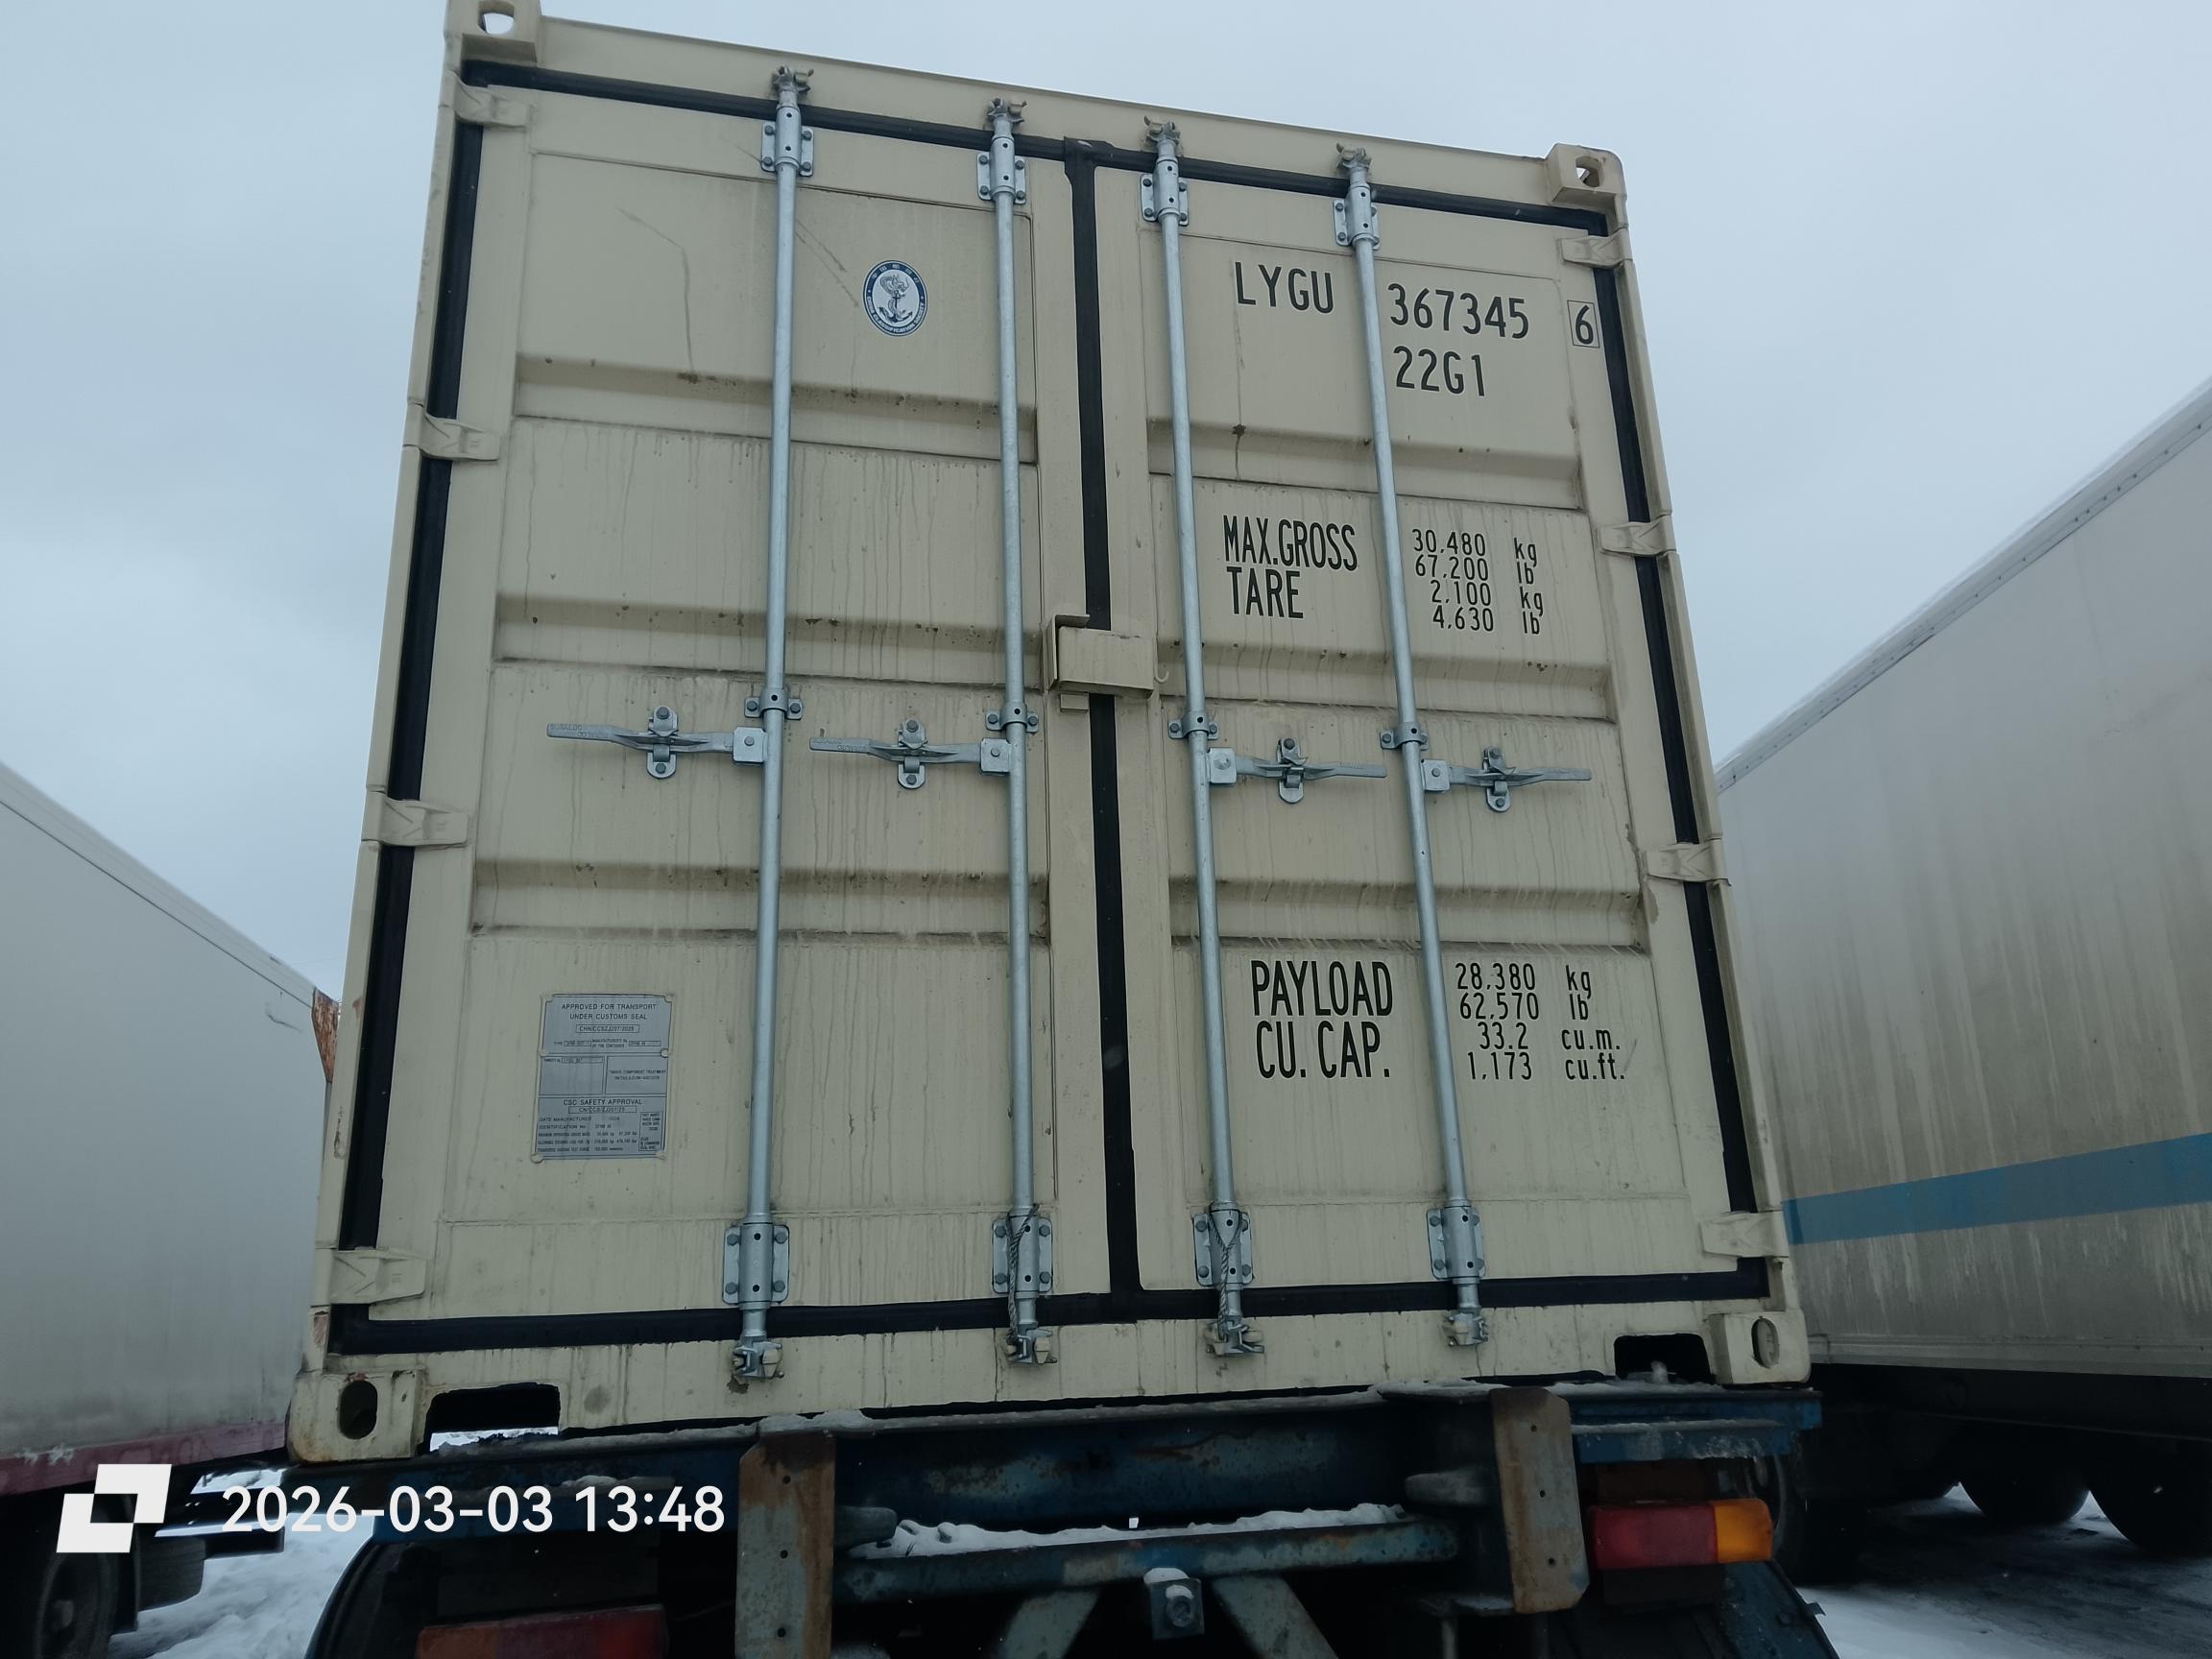 LYGU 367345 6
22G1
MAX.GROSS 30,480 kg
67,200 lb
TARE 2,100 kg
4,630 lb
PAYLOAD 28,380 kg
62,570 lb
CU. CAP. 33.2 cu.m.
1,173 cu.ft.
APPROVED FOR TRANSPORT
UNDER CUSTOMS SEAL
CSC SAFETY APPROVAL
2026-03-03 13:48